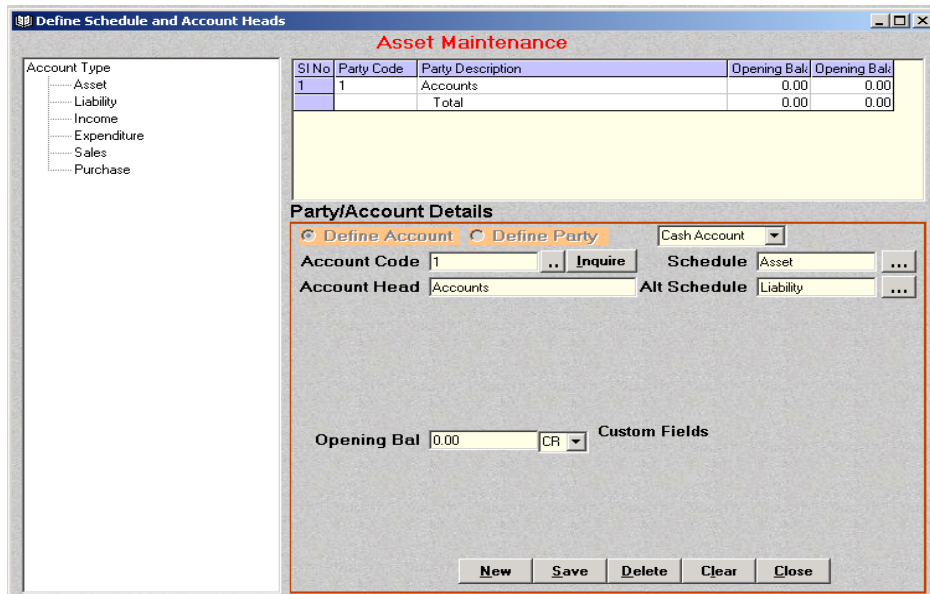 Define Schedule and Account Heads
Asset Maintenance
Account Type
Asset
Liability
Income
Expenditure
Sales
Purchase
Sl No Party Code Party Description Opening Bala Opening Bala
1 1 Accounts 0.00 0.00
Total 0.00 0.00
Party/Account Details
Define Account Define Party Cash Account
Account Code 1 .. Inquire Schedule Asset ...
Account Head Accounts Alt Schedule Liability ...
Opening Bal 0.00 CR Custom Fields
New Save Delete Clear Close